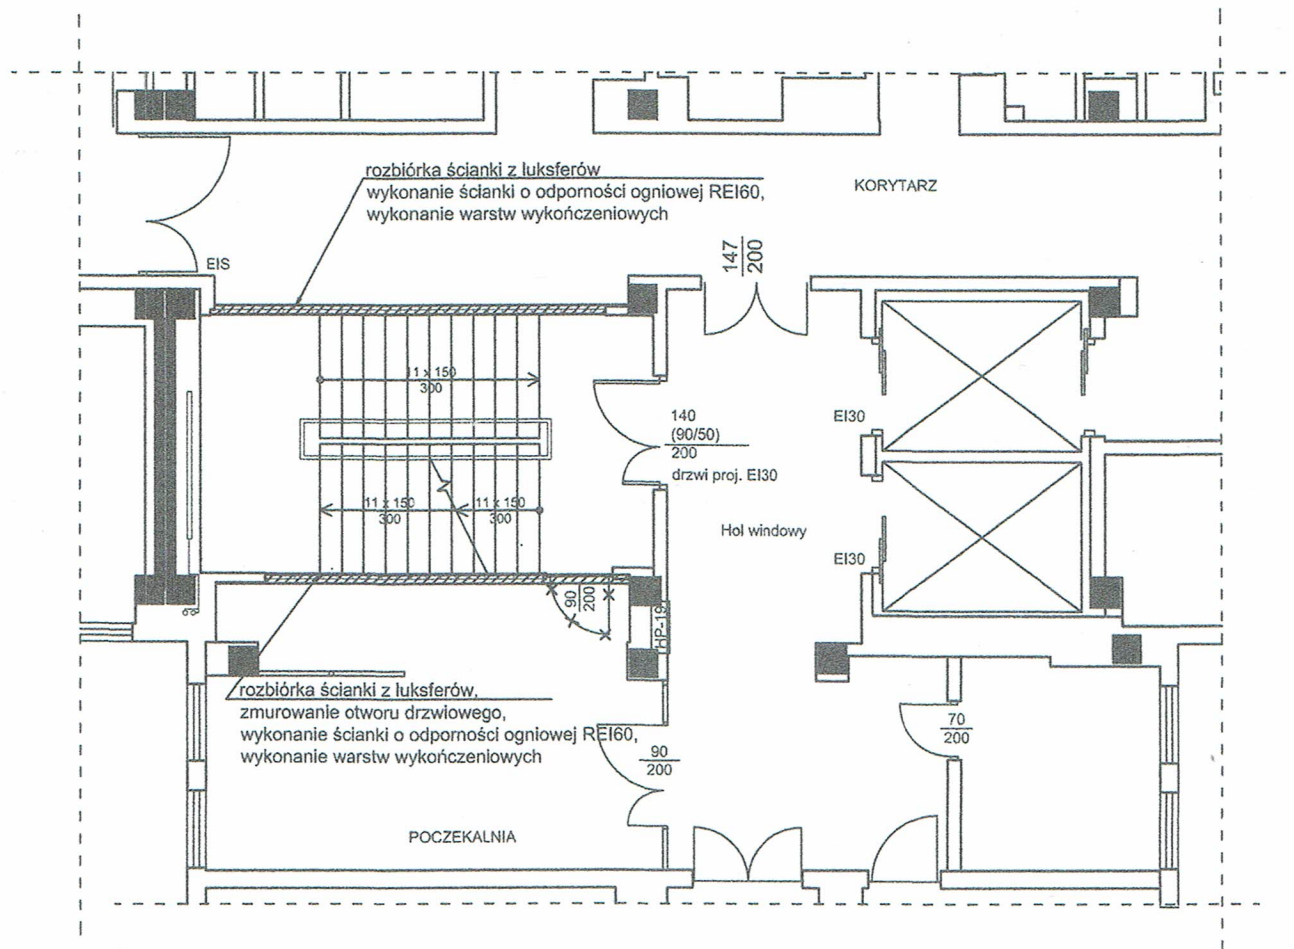 rozbiórka ścianki z luksferów
wykonanie ścianki o odporności ogniowej REI60,
wykonanie warstw wykończeniowych
KORYTARZ
EIS
147
200
11 x 150
300
140
(90/50)
200
drzwi proj. EI30
EI30
11 x 150
300
11 x 150
300
Hol windowy
EI30
90
200
HP-19
rozbiórka ścianki z luksferów,
zmurowanie otworu drzwiowego,
wykonanie ścianki o odporności ogniowej REI60,
wykonanie warstw wykończeniowych
70
200
90
200
POCZEKALNIA